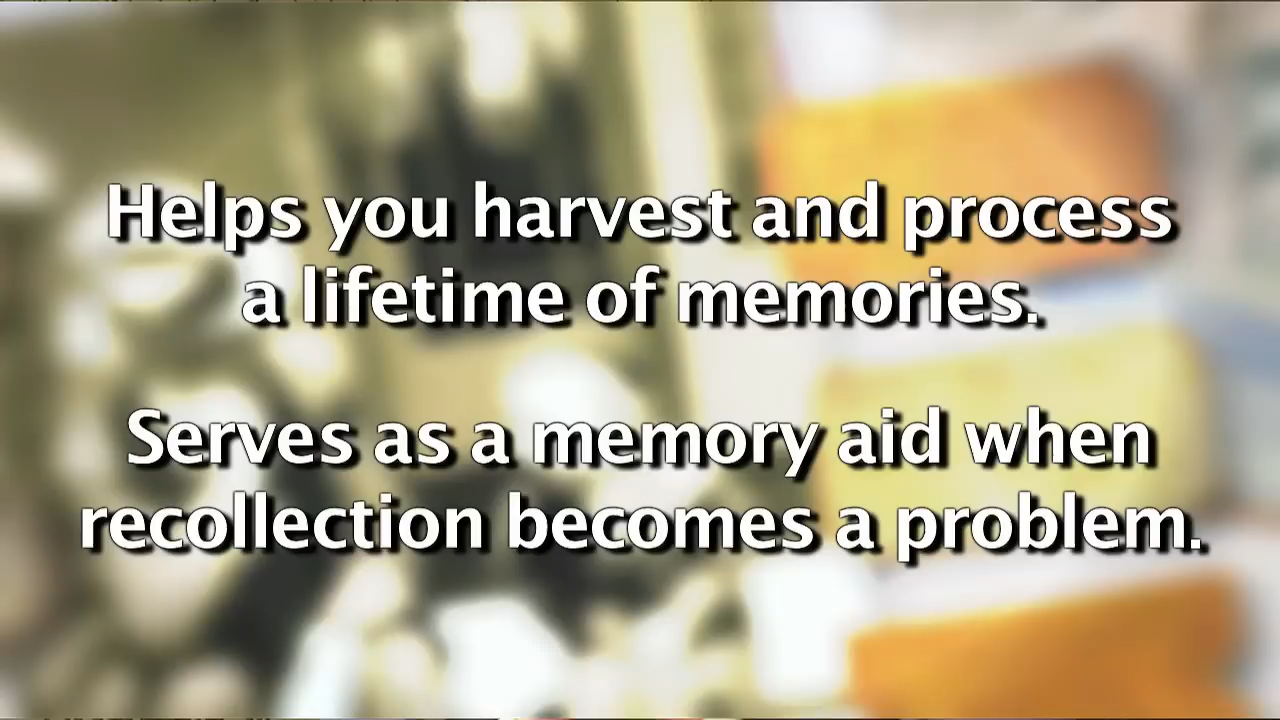 Helps you harvest and process
a lifetime of memories.
Serves as a memory aid when
recollection becomes a problem.